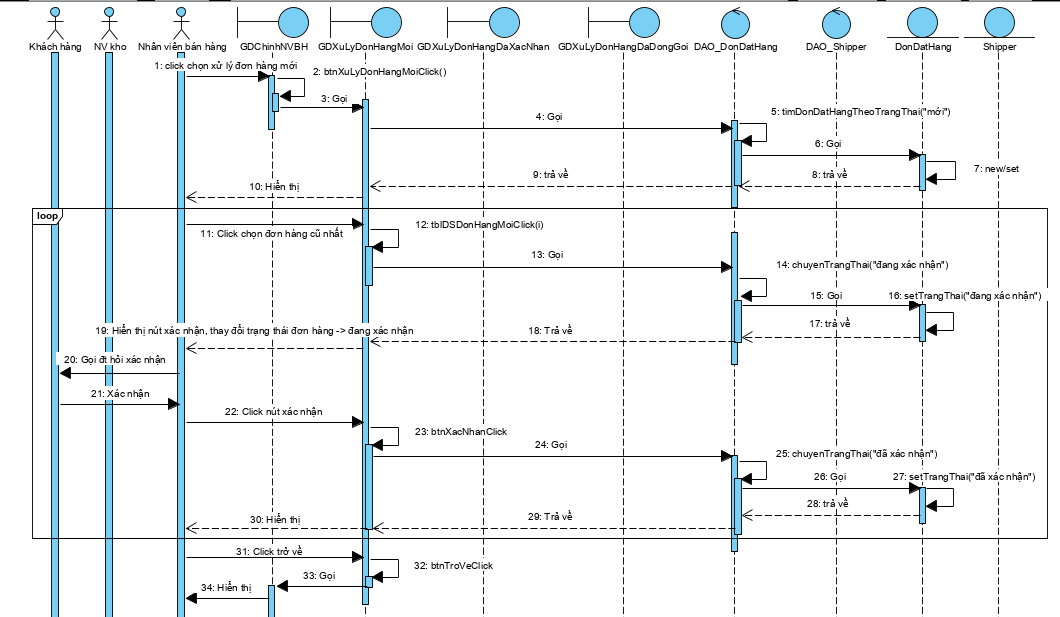 Khách hàng
NV kho
Nhân viên bán hàng
GDChinhNVBH
GDXuLyDonHangMoi
GDXuLyDonHangDaXacNhan
GDXuLyDonHangDaDongGoi
DAO_DonDatHang
DAO_Shipper
DonDatHang
Shipper
1: click chọn xử lý đơn hàng mới
2: btnXuLyDonHangMoiClick()
3: Gọi
4: Gọi
5: timDonDatHangTheoTrangThai("mới")
6: Gọi
7: new/set
8: trả về
9: trả về
10: Hiển thị
loop
11: Click chọn đơn hàng cũ nhất
12: tblDSDonHangMoiClick(i)
13: Gọi
14: chuyenTrangThai("đang xác nhận")
15: Gọi
16: setTrangThai("đang xác nhận")
17: trả về
18: Trả về
19: Hiển thị nút xác nhận, thay đổi trạng thái đơn hàng -> đang xác nhận
20: Gọi đt hỏi xác nhận
21: Xác nhận
22: Click nút xác nhận
23: btnXacNhanClick
24: Gọi
25: chuyenTrangThai("đã xác nhận")
26: Gọi
27: setTrangThai("đã xác nhận")
28: trả về
29: Trả về
30: Hiển thị
31: Click trở về
32: btnTroVeClick
33: Gọi
34: Hiển thị